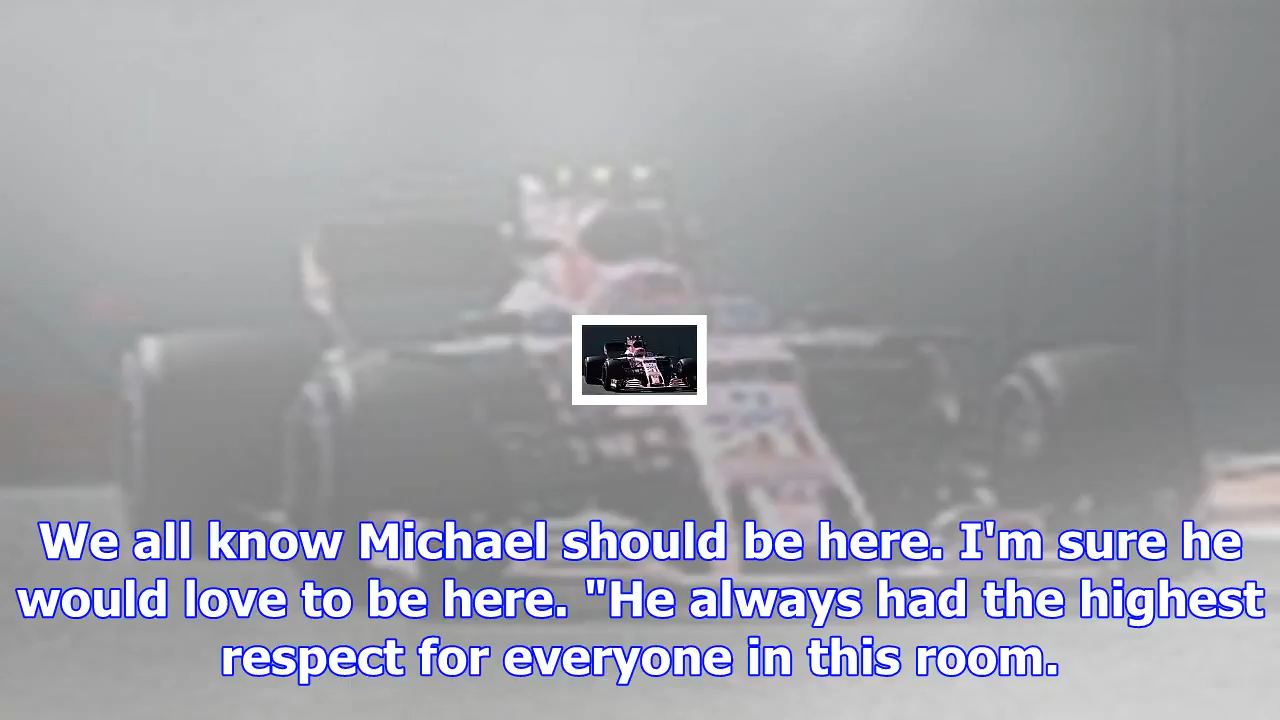 We all know Michael should be here. I'm sure he
would love to be here. "He always had the highest
respect for everyone in this room.